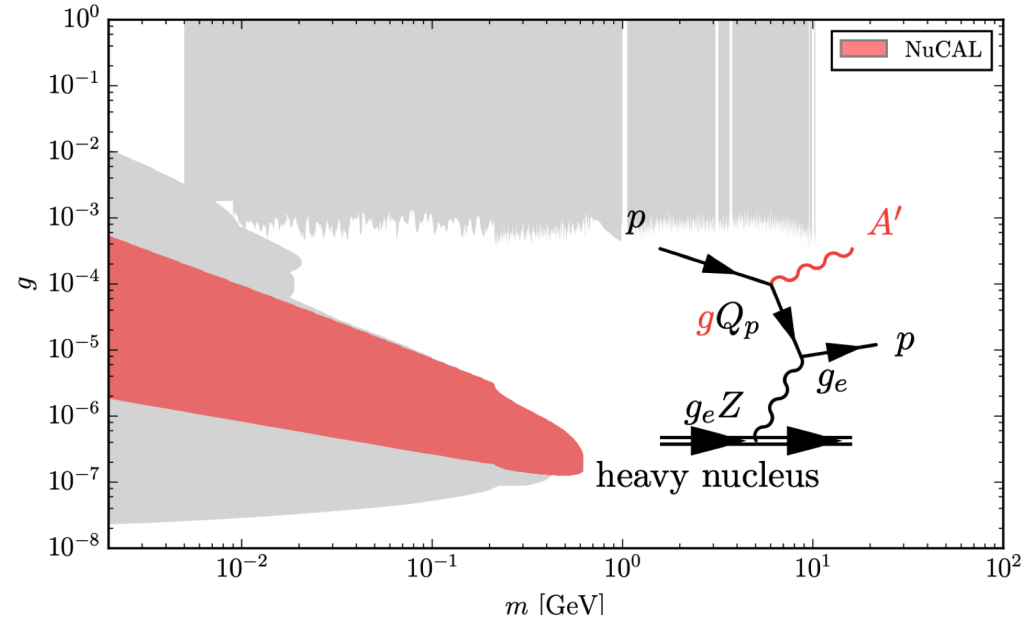 10^0
NuCAL
10^-1
10^-2
10^-3
p
A′
10^-4
g
gQ_p
p
10^-5
g_e
10^-6
g_e Z
10^-7
heavy nucleus
10^-8
10^-2 10^-1 10^0 10^1 10^2
m [GeV]